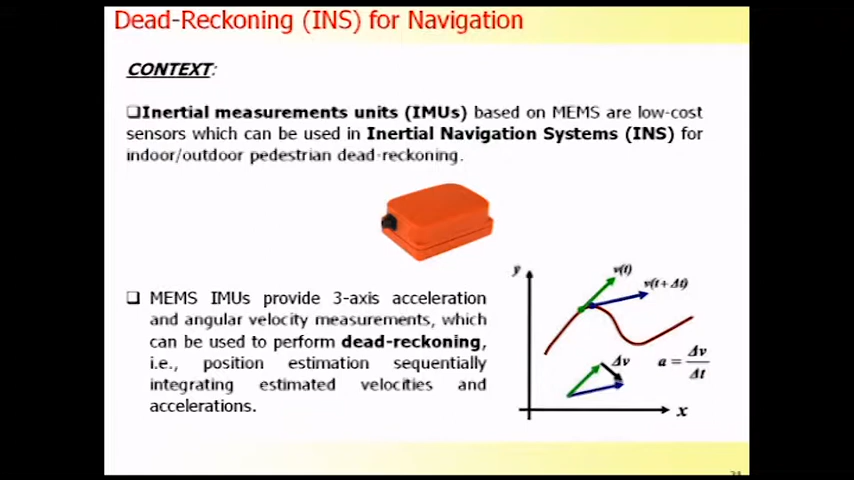 Dead-Reckoning (INS) for Navigation
CONTEXT:
❑Inertial measurements units (IMUs) based on MEMS are low-cost
sensors which can be used in Inertial Navigation Systems (INS) for
indoor/outdoor pedestrian dead-reckoning.
❑ MEMS IMUs provide 3-axis acceleration
and angular velocity measurements, which
can be used to perform dead-reckoning,
i.e., position estimation sequentially
integrating estimated velocities and
accelerations.
y
v(t)
v(t+Δt)
Δv
a = Δv/Δt
x